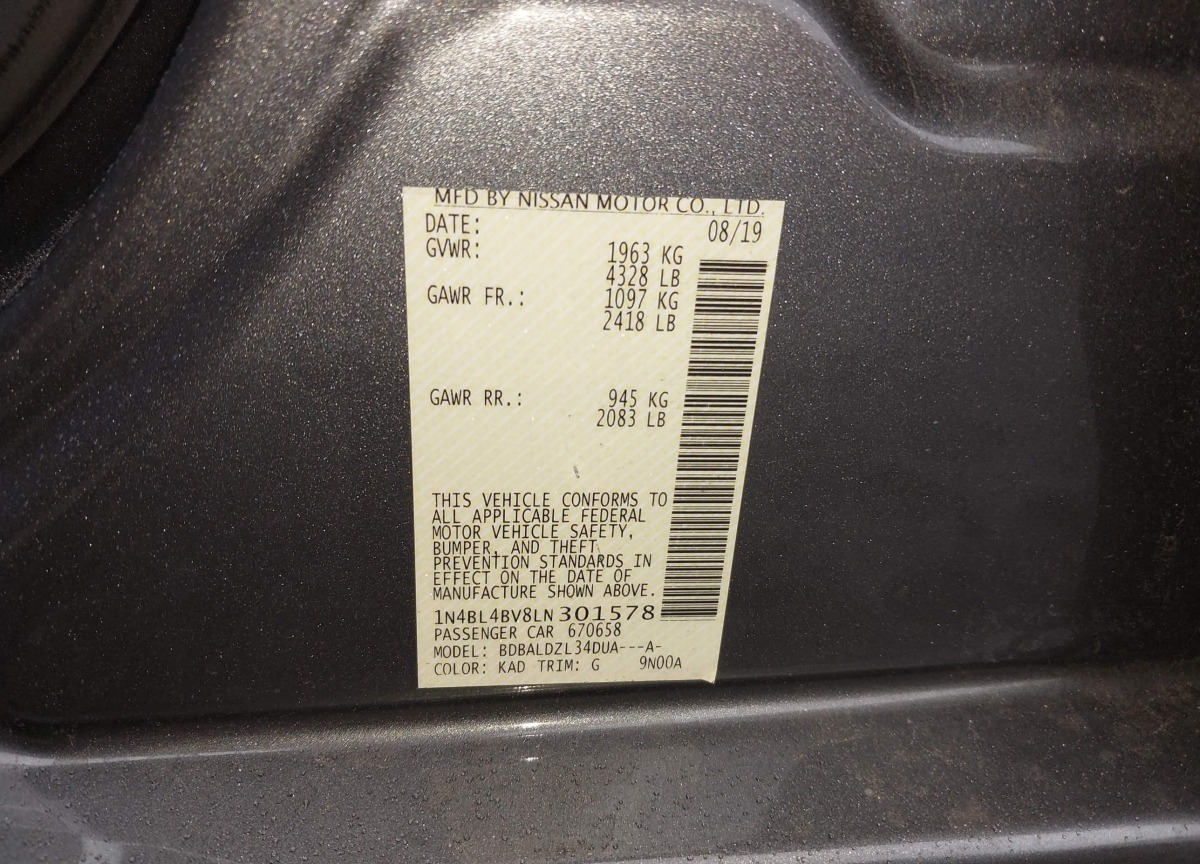 MFD BY NISSAN MOTOR CO., LTD.
DATE: 08/19
GVWR: 1963 KG
4328 LB
GAWR FR.: 1097 KG
2418 LB
GAWR RR.: 945 KG
2083 LB
THIS VEHICLE CONFORMS TO
ALL APPLICABLE FEDERAL
MOTOR VEHICLE SAFETY,
BUMPER, AND THEFT
PREVENTION STANDARDS IN
EFFECT ON THE DATE OF
MANUFACTURE SHOWN ABOVE.
1N4BL4BV8LN301578
PASSENGER CAR 670658
MODEL: BDBALDZL34DUA---A-
COLOR: KAD TRIM: G 9N00A